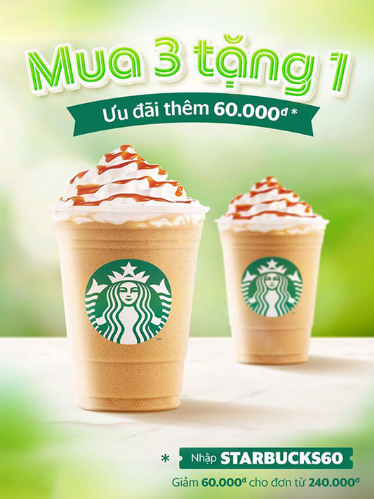 Mua 3 tặng 1
Ưu đãi thêm 60.000đ*
* Nhập STARBUCKS60
Giảm 60.000đ cho đơn từ 240.000đ